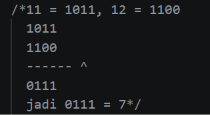 /*11 = 1011, 12 = 1100
1011
1100
------ ^
0111
jadi 0111 = 7*/